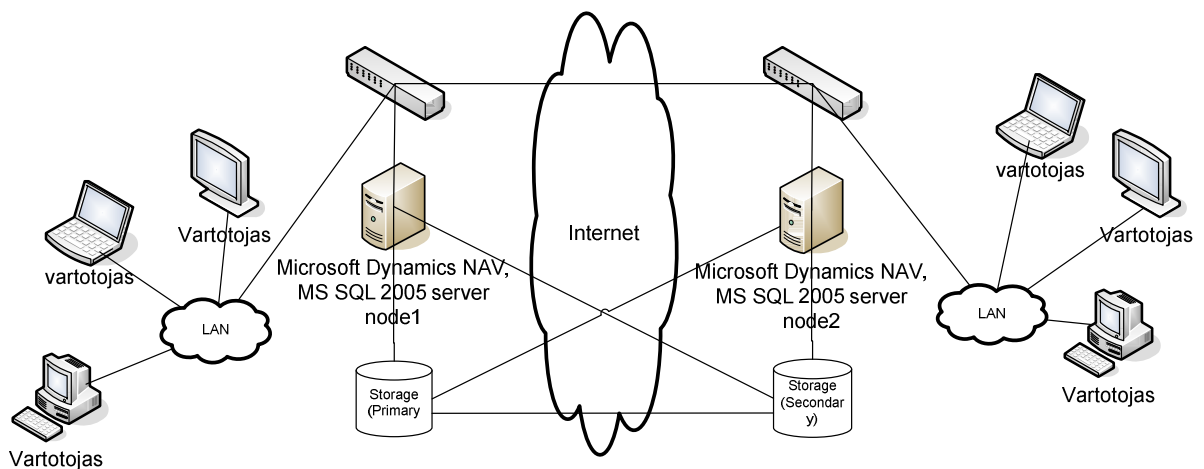 vartotojas
Vartotojas
Internet
Vartotojas
vartotojas
Vartotojas
Microsoft Dynamics NAV,
MS SQL 2005 server
node1
Microsoft Dynamics NAV,
MS SQL 2005 server
node2
LAN
LAN
Storage
(Primary
Storage
(Secondar
y)
Vartotojas
Vartotojas